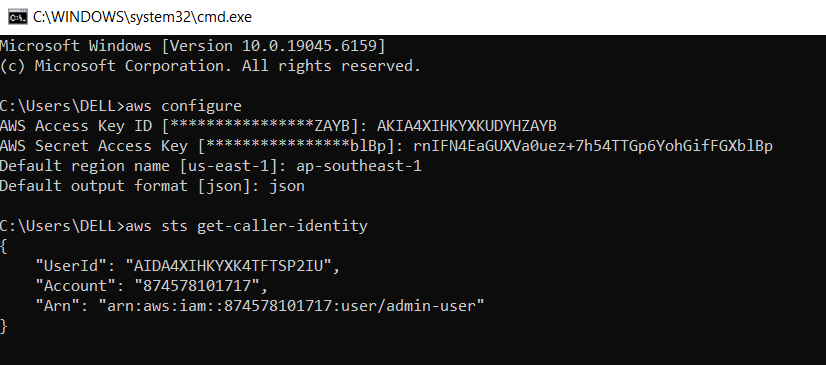 C:\WINDOWS\system32\cmd.exe
Microsoft Windows [Version 10.0.19045.6159]
(c) Microsoft Corporation. All rights reserved.
C:\Users\DELL>aws configure
AWS Access Key ID [****************ZAYB]: AKIA4XIHKYXKUDYHZAYB
AWS Secret Access Key [****************blBp]: 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
Default region name [us-east-1]: ap-southeast-1
Default output format [json]: json
C:\Users\DELL>aws sts get-caller-identity
{
    "UserId": "AIDA4XIHKYXK4TFTSP2IU",
    "Account": "874578101717",
    "Arn": "arn:aws:iam::874578101717:user/admin-user"
}